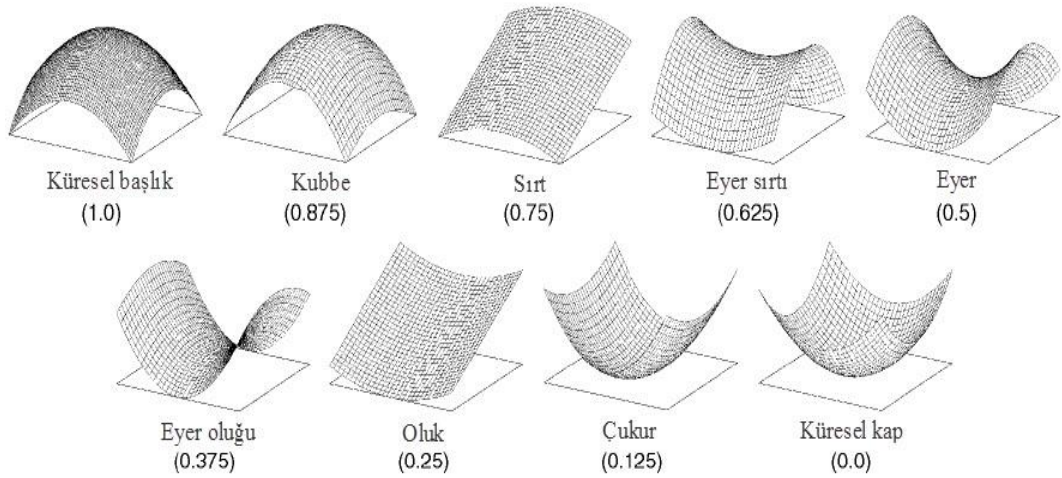 Küresel başlık
(1.0)
Kubbe
(0.875)
Sırt
(0.75)
Eyer sırtı
(0.625)
Eyer
(0.5)
Eyer oluğu
(0.375)
Oluk
(0.25)
Çukur
(0.125)
Küresel kap
(0.0)